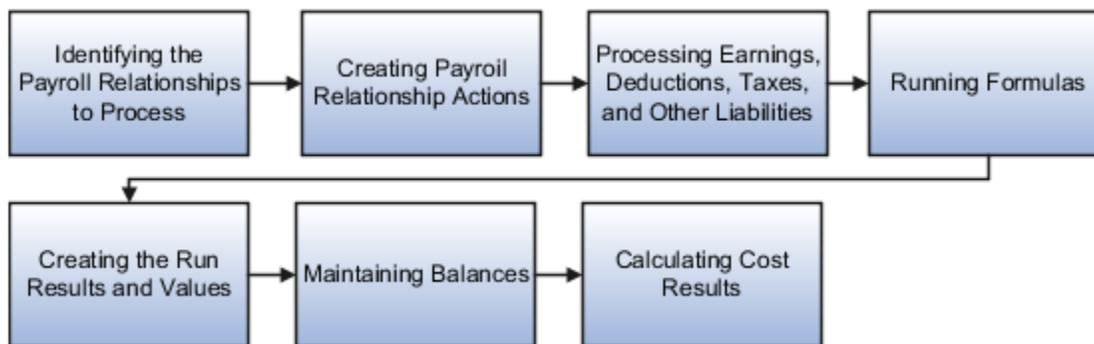 Identifying the
Payroll Relationships
to Process
Creating Payroil
Relationship Actions
Processing Earnings,
Deductions, Taxes,
and Other Liabilities
Running Formulas
Creating the Run
Results and Values
Maintaining Balances
Calculating Cost
Results